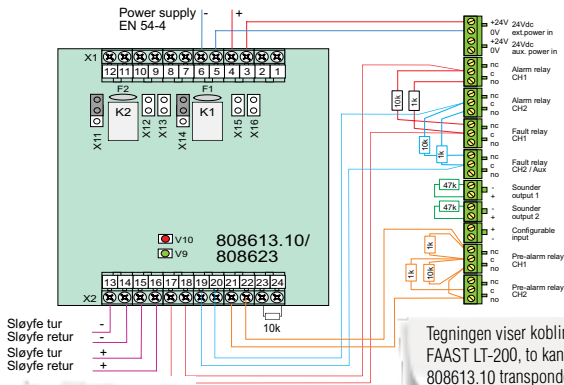 Power supply - +
EN 54-4
X1
12 11 10 9 8 7 6 5 4 3 2 1
F2 F1
K2 K1
X11 X12 X13 X14 X15 X16
V10
V9
808613.10/
808623
13 14 15 16 17 18 19 20 21 22 23 24
X2
10k
Sløyfe tur -
Sløyfe retur -
Sløyfe tur +
Sløyfe retur +
+24V 24Vdc
0V ext.power in
+24V 24Vdc
0V aux. power in
nc
c Alarm relay
no CH1
nc
c Alarm relay
no CH2
nc
c Fault relay
no CH1
nc
c Fault relay
no CH2 / Aux
- Sounder
+ output 1
- Sounder
+ output 2
+ Configurable
- input
nc
c Pre-alarm relay
no CH1
nc
c Pre-alarm relay
no CH2
10k 1k
10k
1k
47k
47k
1k
1k 10k
Tegningen viser koblin
FAAST LT-200, to kan
808613.10 transponde